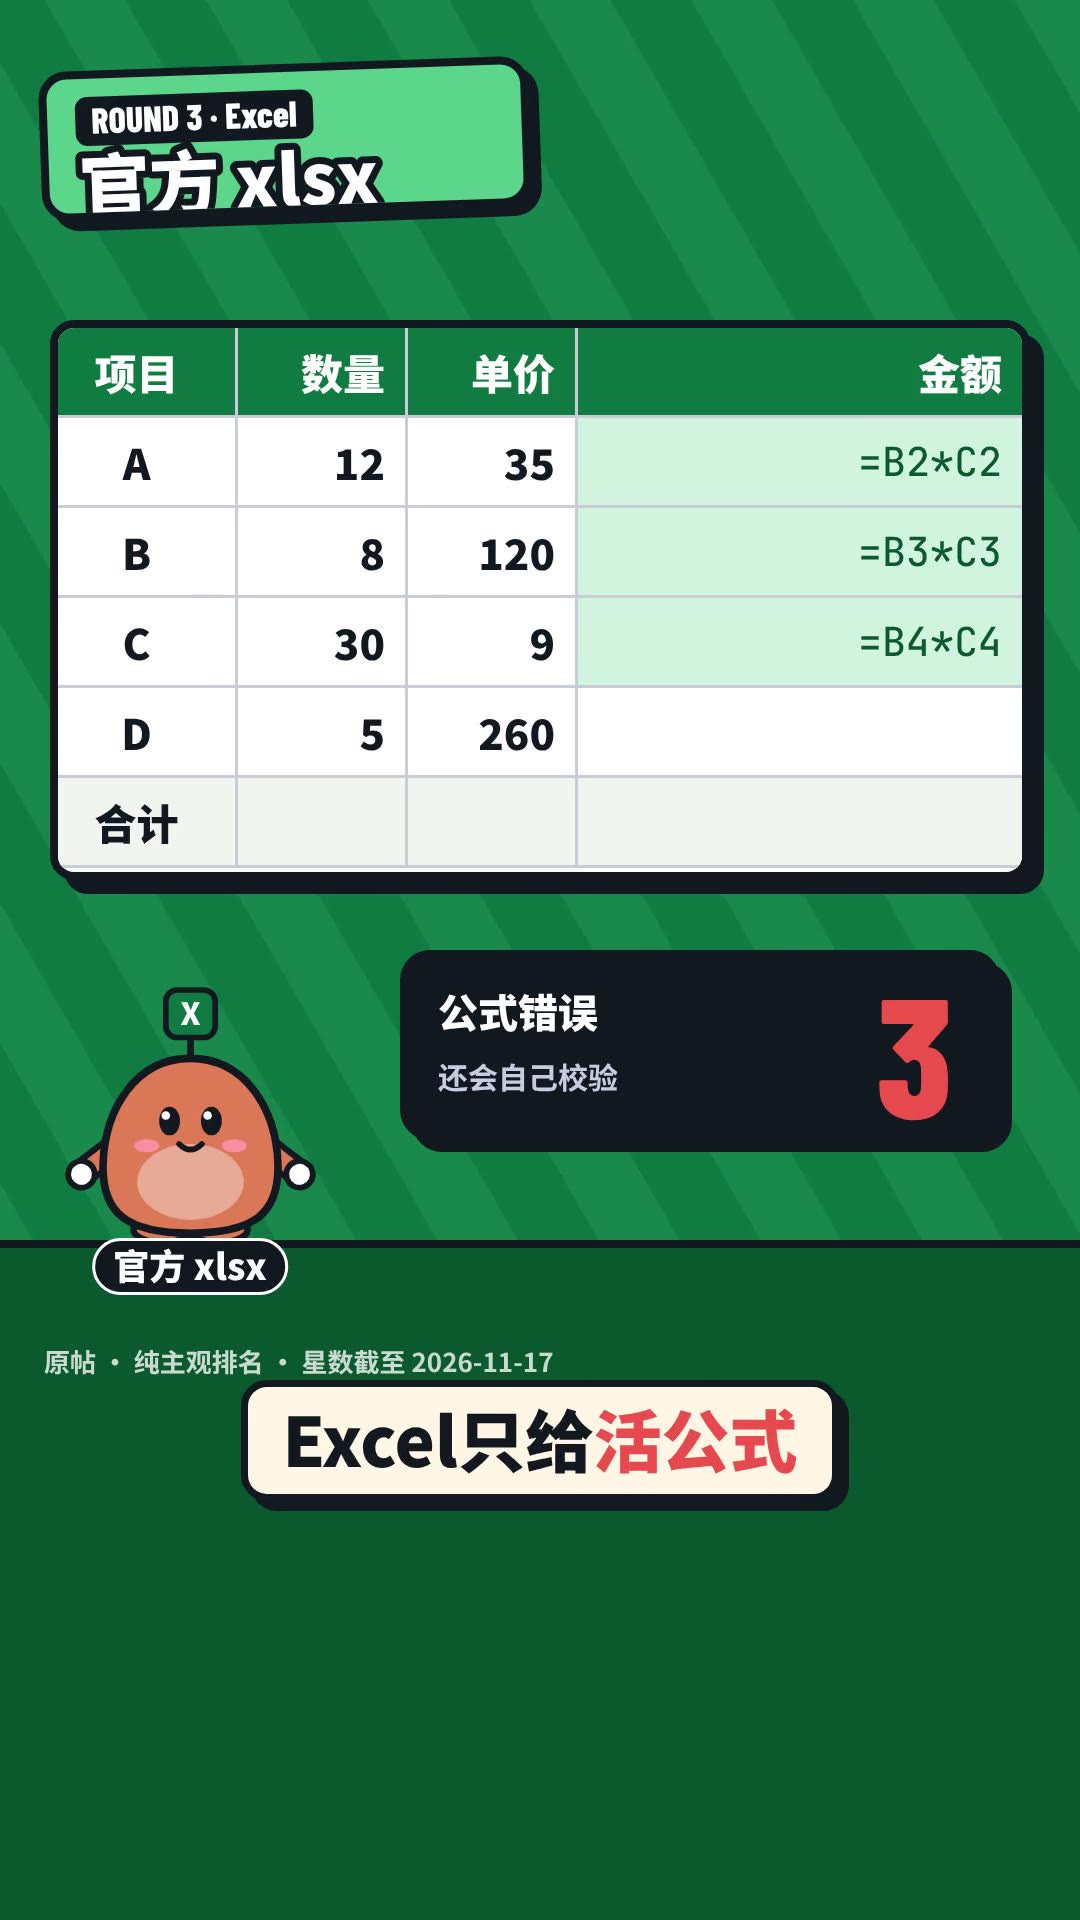 ROUND 3 · Excel
官方 xlsx
项目 数量 单价 金额
A 12 35 =B2*C2
B 8 120 =B3*C3
C 30 9 =B4*C4
D 5 260
合计
公式错误
还会自己校验
3
X
官方 xlsx
原帖 · 纯主观排名 · 星数截至 2026-11-17
Excel只给活公式